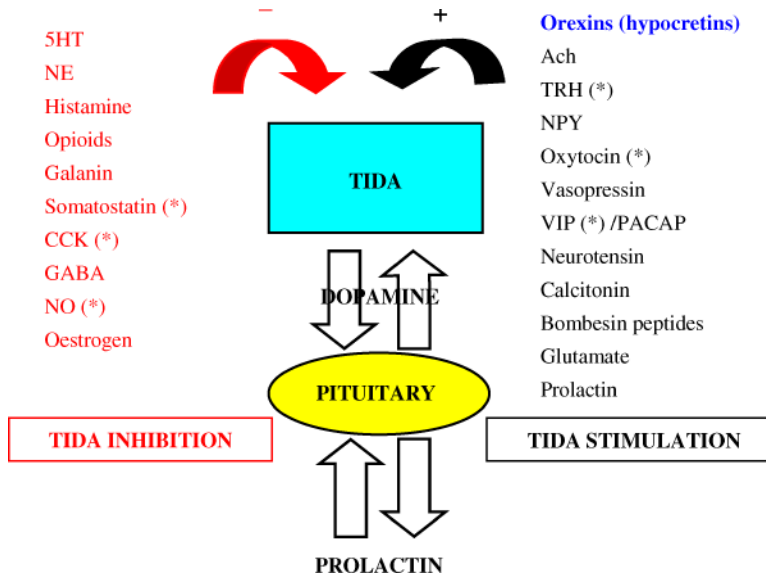 −
+
5HT
NE
Histamine
Opioids
Galanin
Somatostatin (*)
CCK (*)
GABA
NO (*)
Oestrogen
TIDA INHIBITION
TIDA
DOPAMINE
PITUITARY
PROLACTIN
Orexins (hypocretins)
Ach
TRH (*)
NPY
Oxytocin (*)
Vasopressin
VIP (*) /PACAP
Neurotensin
Calcitonin
Bombesin peptides
Glutamate
Prolactin
TIDA STIMULATION